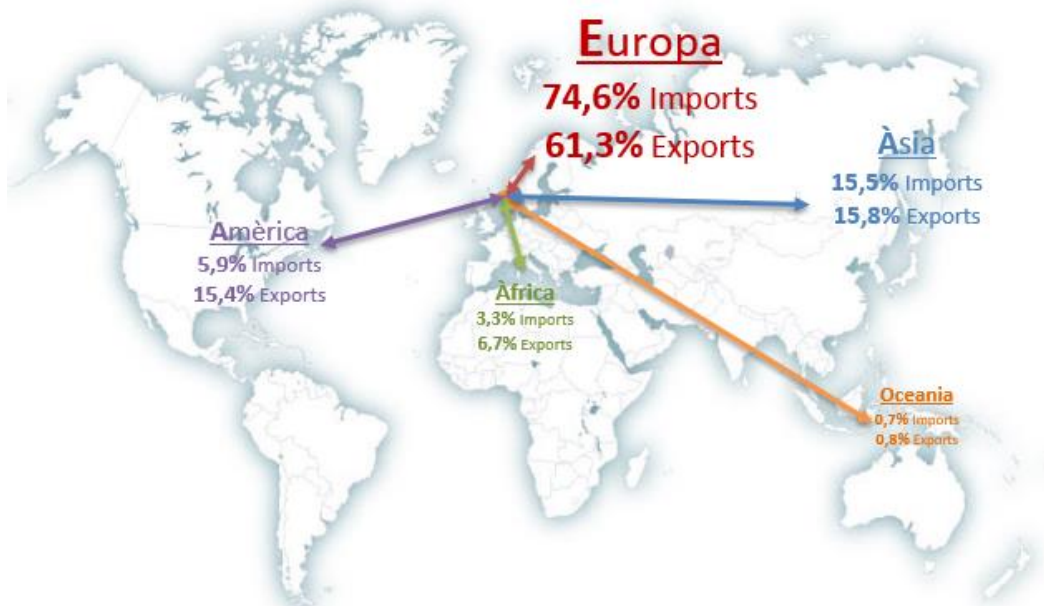 Europa
74,6% Imports
61,3% Exports
Àsia
15,5% Imports
15,8% Exports
Amèrica
5,9% Imports
15,4% Exports
Àfrica
3,3% Imports
6,7% Exports
Oceania
0,7% Imports
0,8% Exports